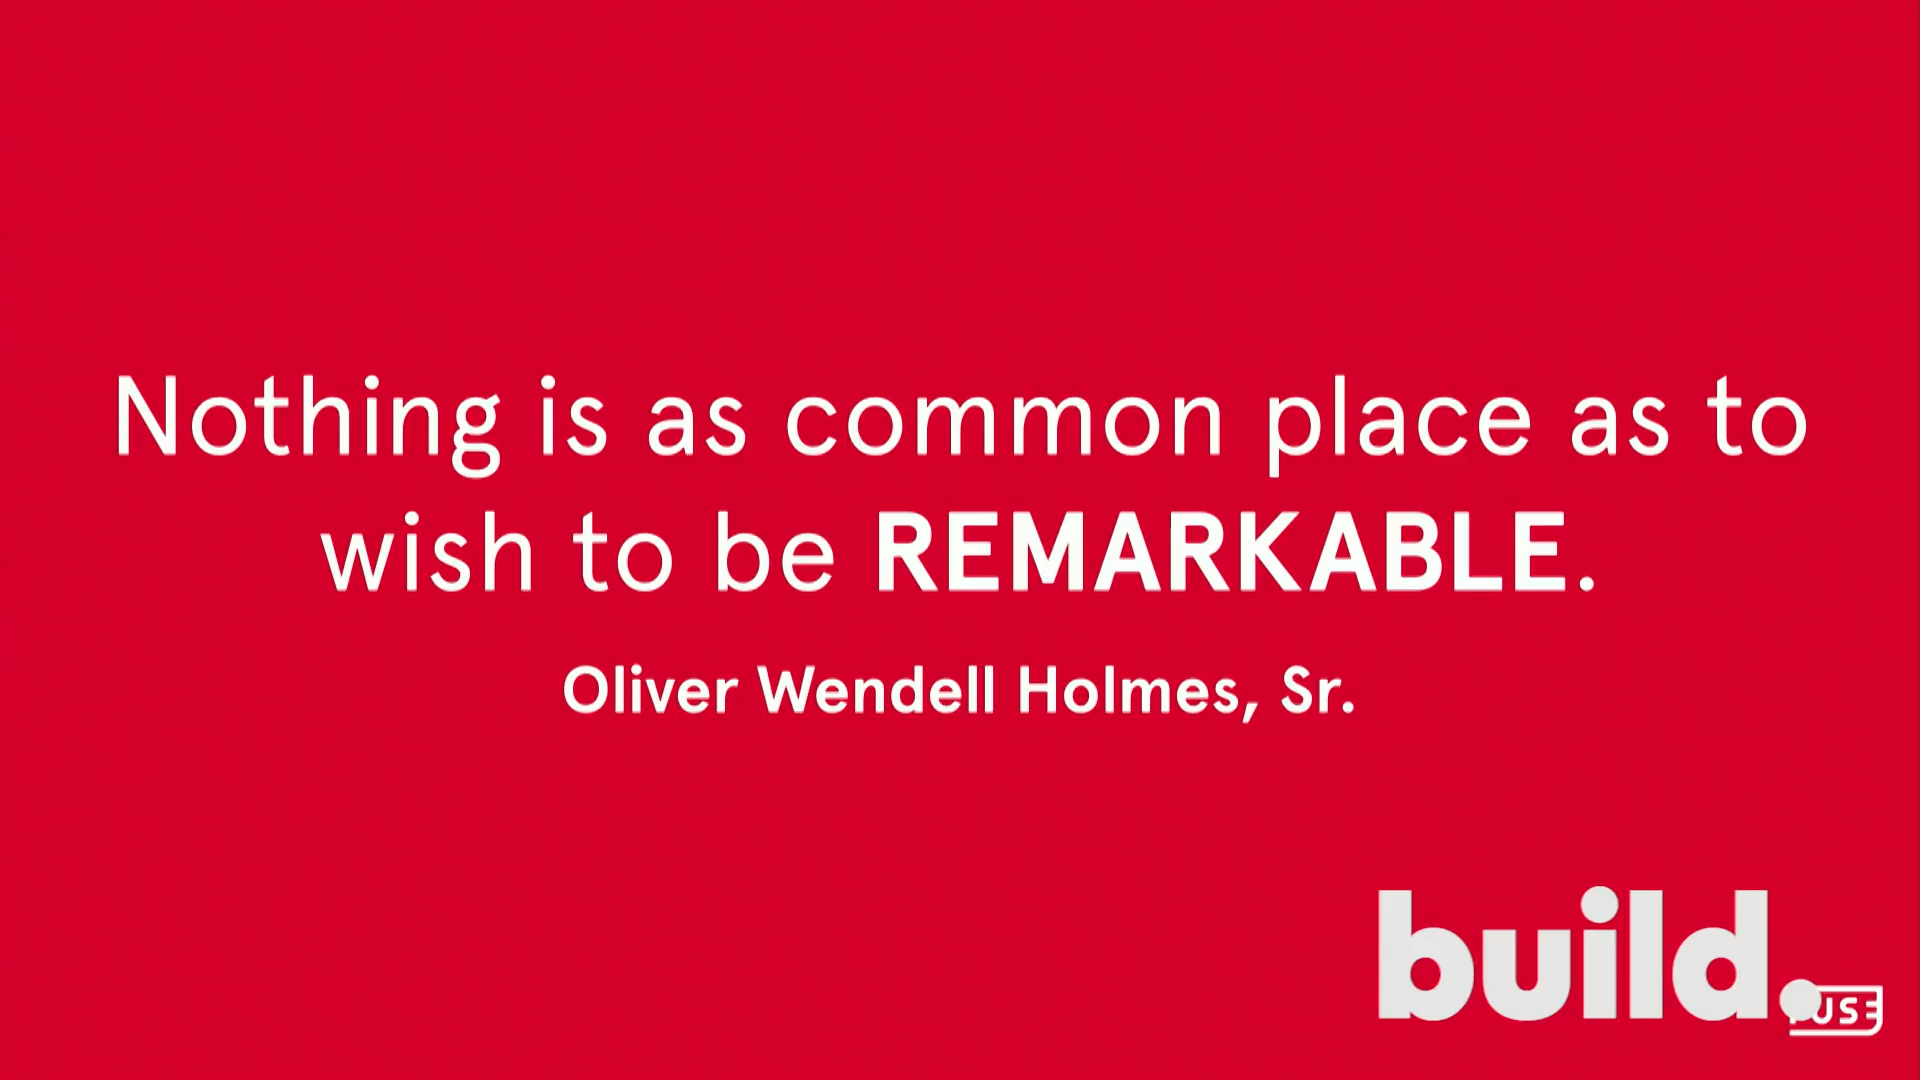 Nothing is as common place as to
wish to be REMARKABLE.
Oliver Wendell Holmes, Sr.
build.